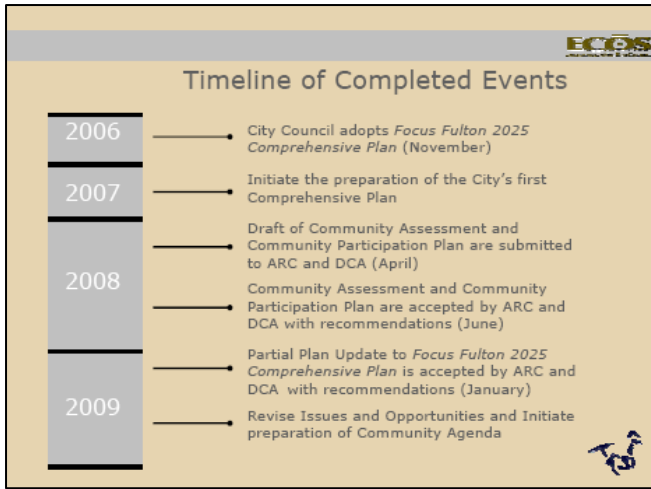 ECOS
Timeline of Completed Events
2006
City Council adopts Focus Fulton 2025
Comprehensive Plan (November)
2007
Initiate the preparation of the City's first
Comprehensive Plan
2008
Draft of Community Assessment and
Community Participation Plan are submitted
to ARC and DCA (April)
Community Assessment and Community
Participation Plan are accepted by ARC and
DCA with recommendations (June)
2009
Partial Plan Update to Focus Fulton 2025
Comprehensive Plan is accepted by ARC and
DCA with recommendations (January)
Revise Issues and Opportunities and Initiate
preparation of Community Agenda